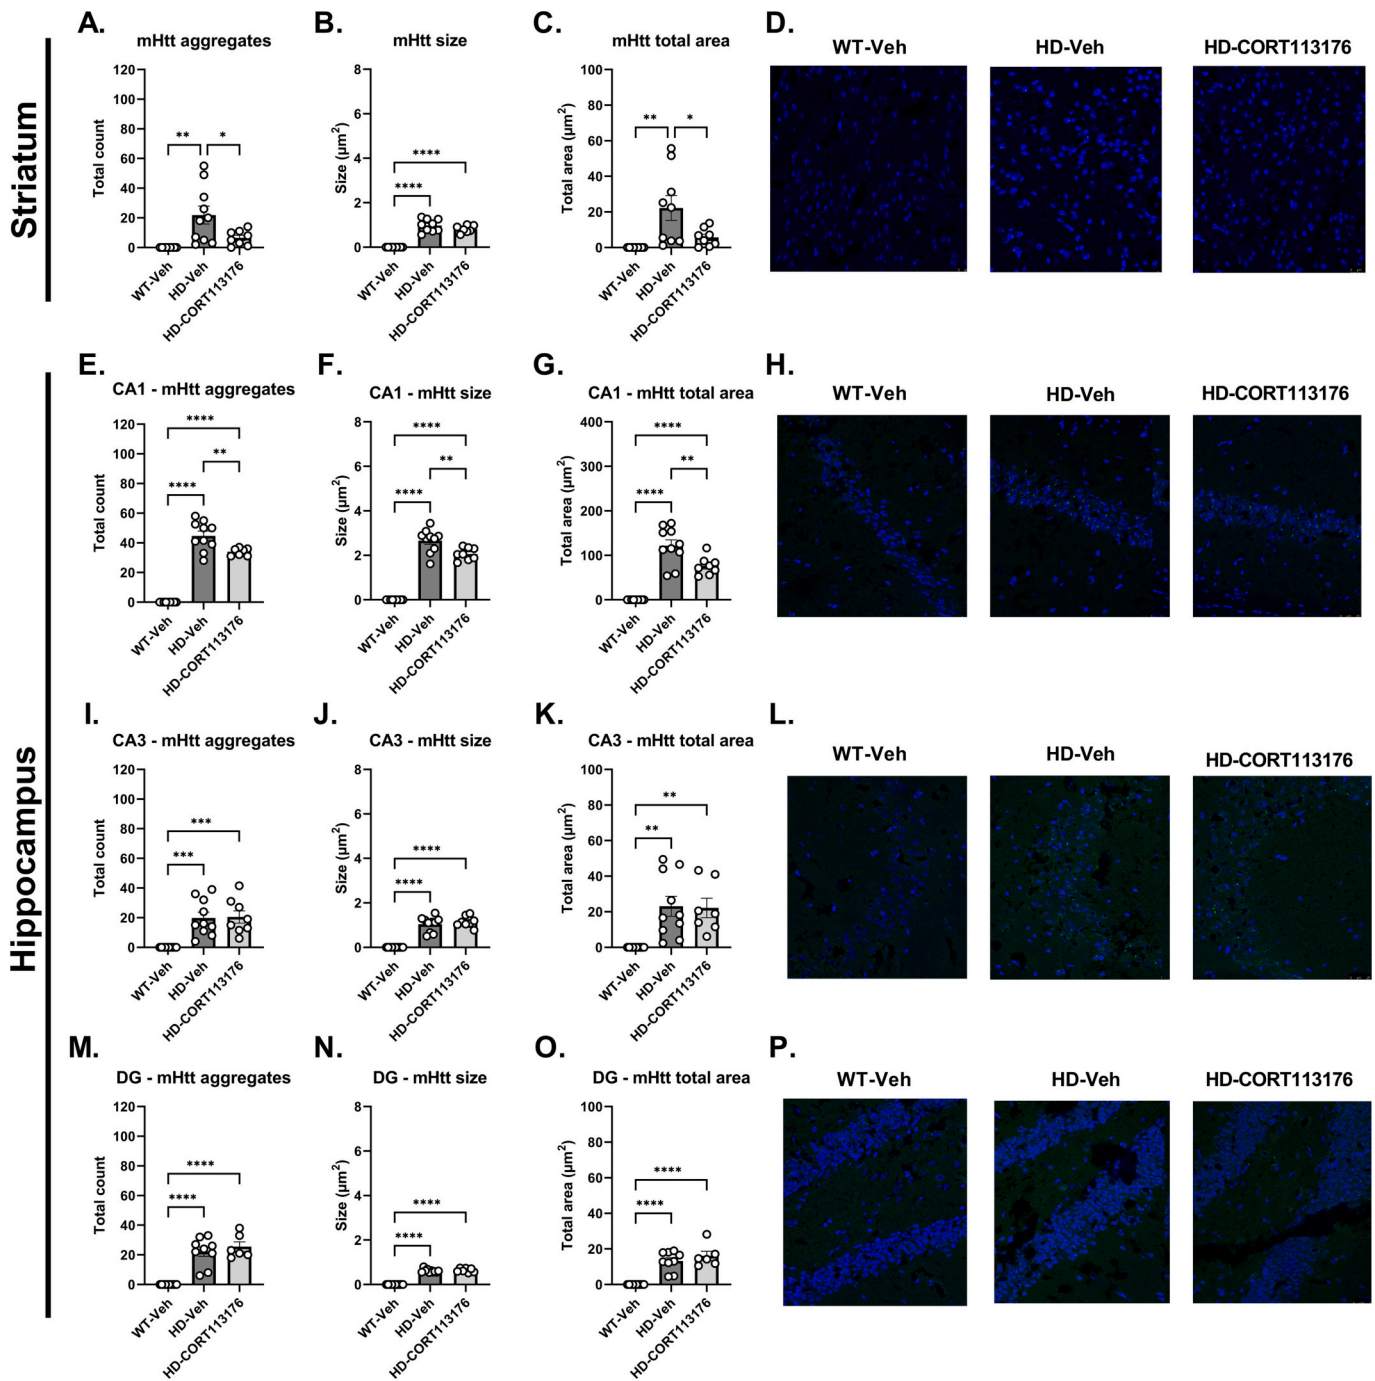 Striatum
A.
mHtt aggregates
Total count
120
100
80
60
40
20
0
** *
WT-Veh
HD-Veh
HD-CORT113176
B.
mHtt size
Size (µm²)
8
6
4
2
0
****
****
WT-Veh
HD-Veh
HD-CORT113176
C.
mHtt total area
Total area (µm²)
100
80
60
40
20
0
** *
WT-Veh
HD-Veh
HD-CORT113176
D.
WT-Veh HD-Veh HD-CORT113176
Hippocampus
E.
CA1 - mHtt aggregates
Total count
120
100
80
60
40
20
0
****
**
****
WT-Veh
HD-Veh
HD-CORT113176
F.
CA1 - mHtt size
Size (µm²)
8
6
4
2
0
****
**
****
WT-Veh
HD-Veh
HD-CORT113176
G.
CA1 - mHtt total area
Total area (µm²)
400
300
200
100
0
****
**
****
WT-Veh
HD-Veh
HD-CORT113176
H.
WT-Veh HD-Veh HD-CORT113176
I.
CA3 - mHtt aggregates
Total count
120
100
80
60
40
20
0
***
***
WT-Veh
HD-Veh
HD-CORT113176
J.
CA3 - mHtt size
Size (µm²)
8
6
4
2
0
****
****
WT-Veh
HD-Veh
HD-CORT113176
K.
CA3 - mHtt total area
Total area (µm²)
100
80
60
40
20
0
**
**
WT-Veh
HD-Veh
HD-CORT113176
L.
WT-Veh HD-Veh HD-CORT113176
M.
DG - mHtt aggregates
Total count
120
100
80
60
40
20
0
****
****
WT-Veh
HD-Veh
HD-CORT113176
N.
DG - mHtt size
Size (µm²)
8
6
4
2
0
****
****
WT-Veh
HD-Veh
HD-CORT113176
O.
DG - mHtt total area
Total area (µm²)
100
80
60
40
20
0
****
****
WT-Veh
HD-Veh
HD-CORT113176
P.
WT-Veh HD-Veh HD-CORT113176